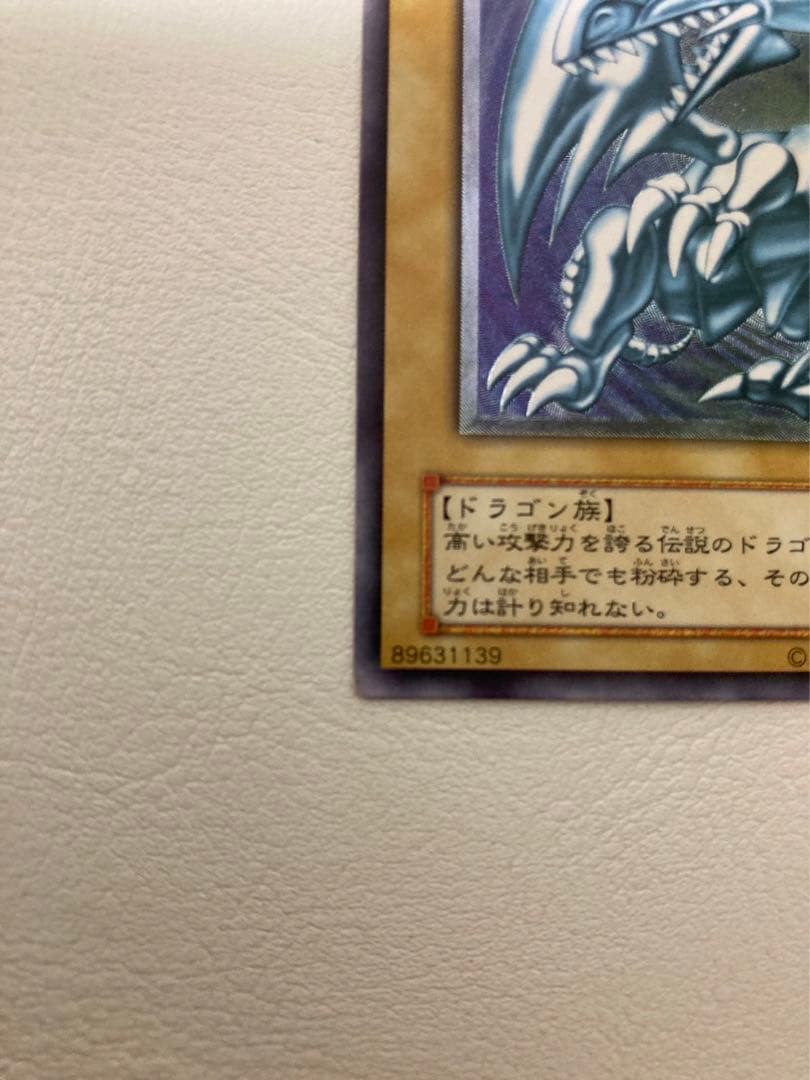 【ドラゴン族】
高い攻撃力を誇る伝説のドラゴ
どんな相手でも粉砕する、その
力は計り知れない。
89631139 ©